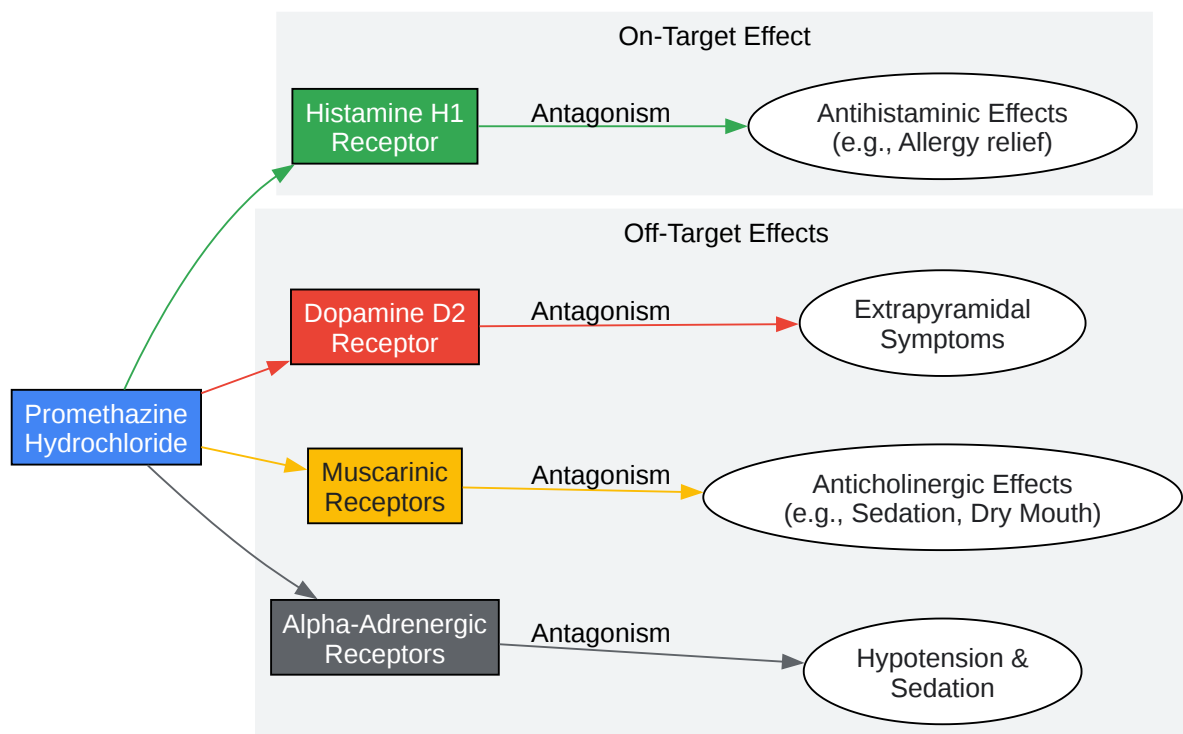 On-Target Effect
Histamine H1
Receptor
Antagonism
Antihistaminic Effects
(e.g., Allergy relief)
Off-Target Effects
Dopamine D2
Receptor
Antagonism
Extrapyramidal
Symptoms
Promethazine
Hydrochloride
Muscarinic
Receptors
Antagonism
Anticholinergic Effects
(e.g., Sedation, Dry Mouth)
Alpha-Adrenergic
Receptors
Antagonism
Hypotension &
Sedation